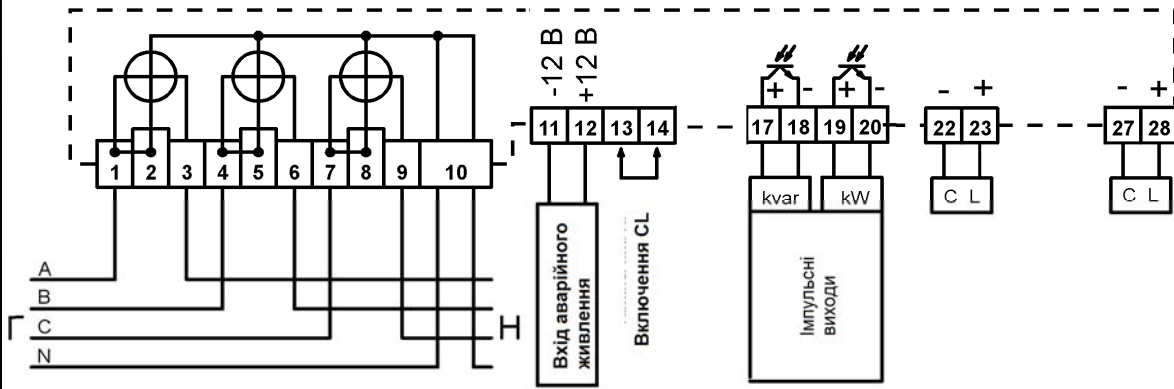 -12 В
+12 В
- + - +
+ - + -
1 2 3 4 5 6 7 8 9 10
11 12 13 14
17 18 19 20
22 23
27 28
kvar
kW
C L
C L
A
B
C
N
Г
Н
Вхід аварійного
живлення
Включення CL
Імпульсні
виходи